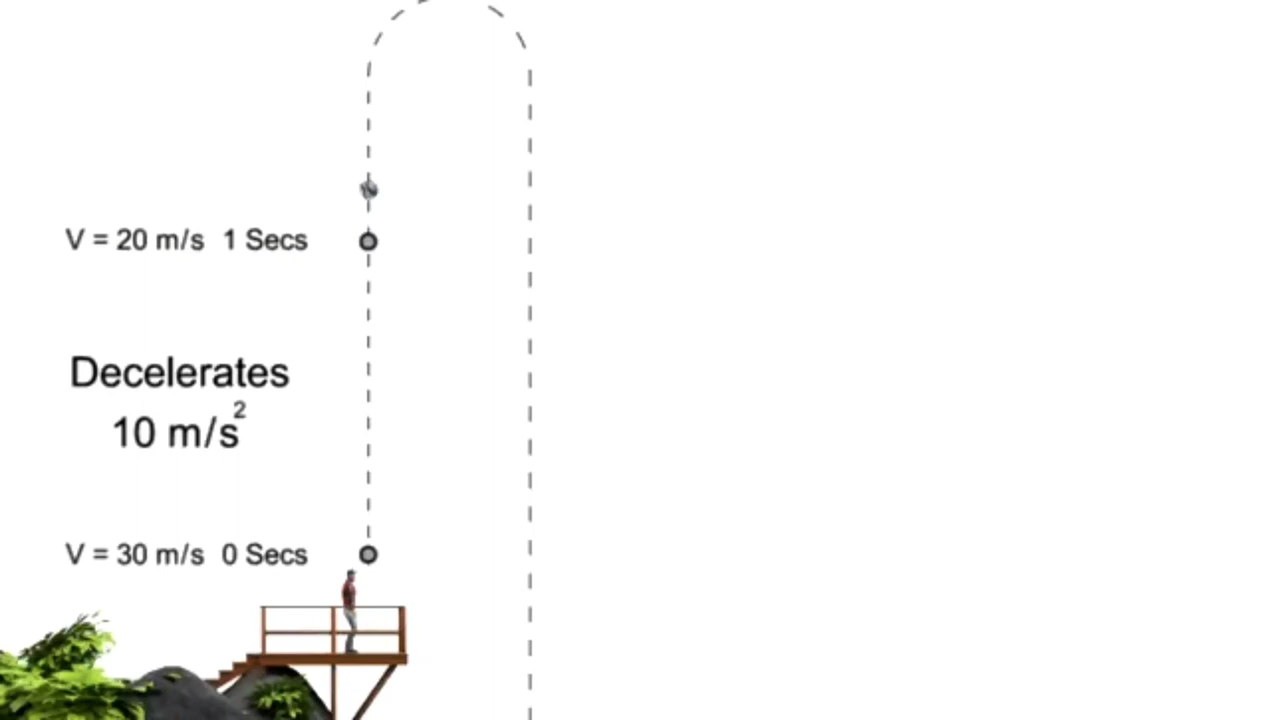 V = 20 m/s 1 Secs
Decelerates
10 m/s²
V = 30 m/s 0 Secs